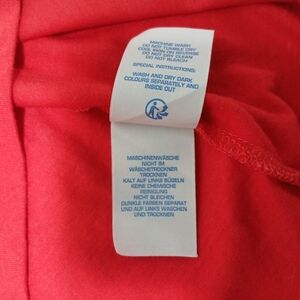 MACHINE WASH
DO NOT TUMBLE DRY
COOL IRON ON REVERSE
DO NOT DRY CLEAN
DO NOT BLEACH
SPECIAL INSTRUCTIONS:
WASH AND DRY DARK
COLOURS SEPARATELY AND
INSIDE OUT
MASCHINENWÄSCHE
NICHT IM
WÄSCHETROCKNER
TROCKNEN
KALT AUF LINKS BÜGELN
KEINE CHEMISCHE
REINIGUNG
NICHT BLEICHEN
DUNKLE FARBEN SEPARAT
UND AUF LINKS WASCHEN
UND TROCKNEN